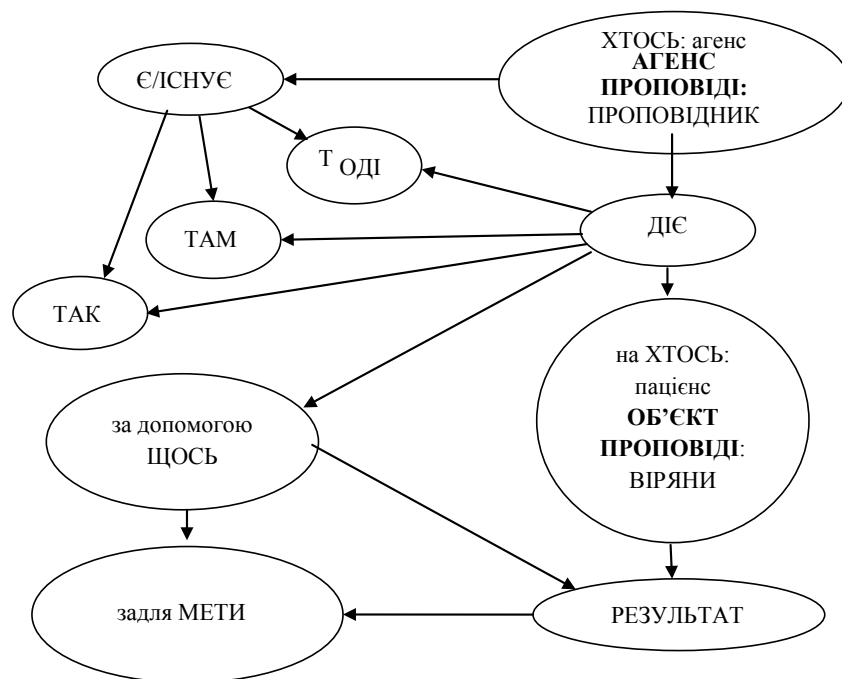 ХТОСЬ: агенс
АГЕНС
ПРОПОВІДІ:
ПРОПОВІДНИК
Є/ІСНУЄ
Т ОДІ
ТАМ
ДІЄ
ТАК
на ХТОСЬ:
пацієнс
ОБ’ЄКТ
ПРОПОВІДІ:
ВІРЯНИ
за допомогою
ЩОСЬ
задля МЕТИ
РЕЗУЛЬТАТ